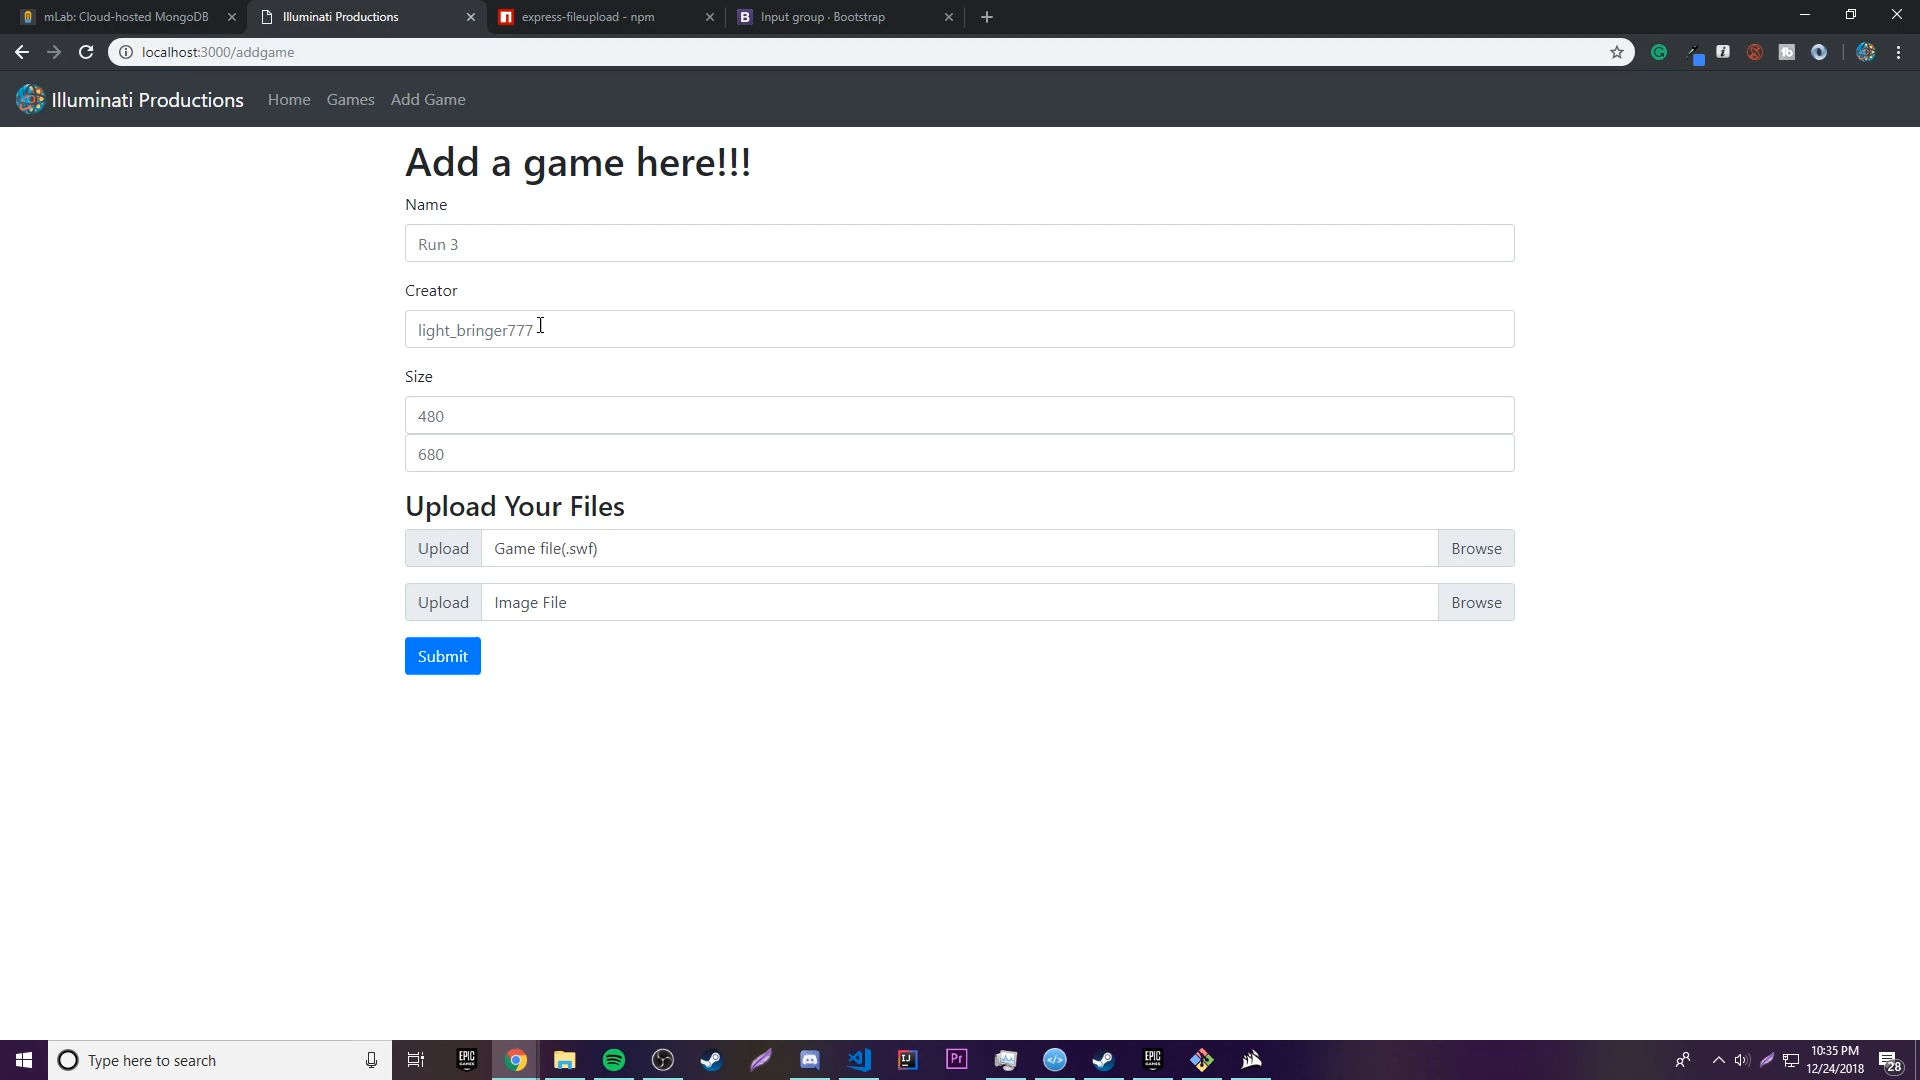 mLab: Cloud-hosted MongoDB
Illuminati Productions
express-fileupload - npm
Input group · Bootstrap
localhost:3000/addgame
Illuminati Productions
Home
Games
Add Game
Add a game here!!!
Name
Run 3
Creator
light_bringer777
Size
480
680
Upload Your Files
Upload
Game file(.swf)
Browse
Upload
Image File
Browse
Submit
Type here to search
10:35 PM
12/24/2018
28